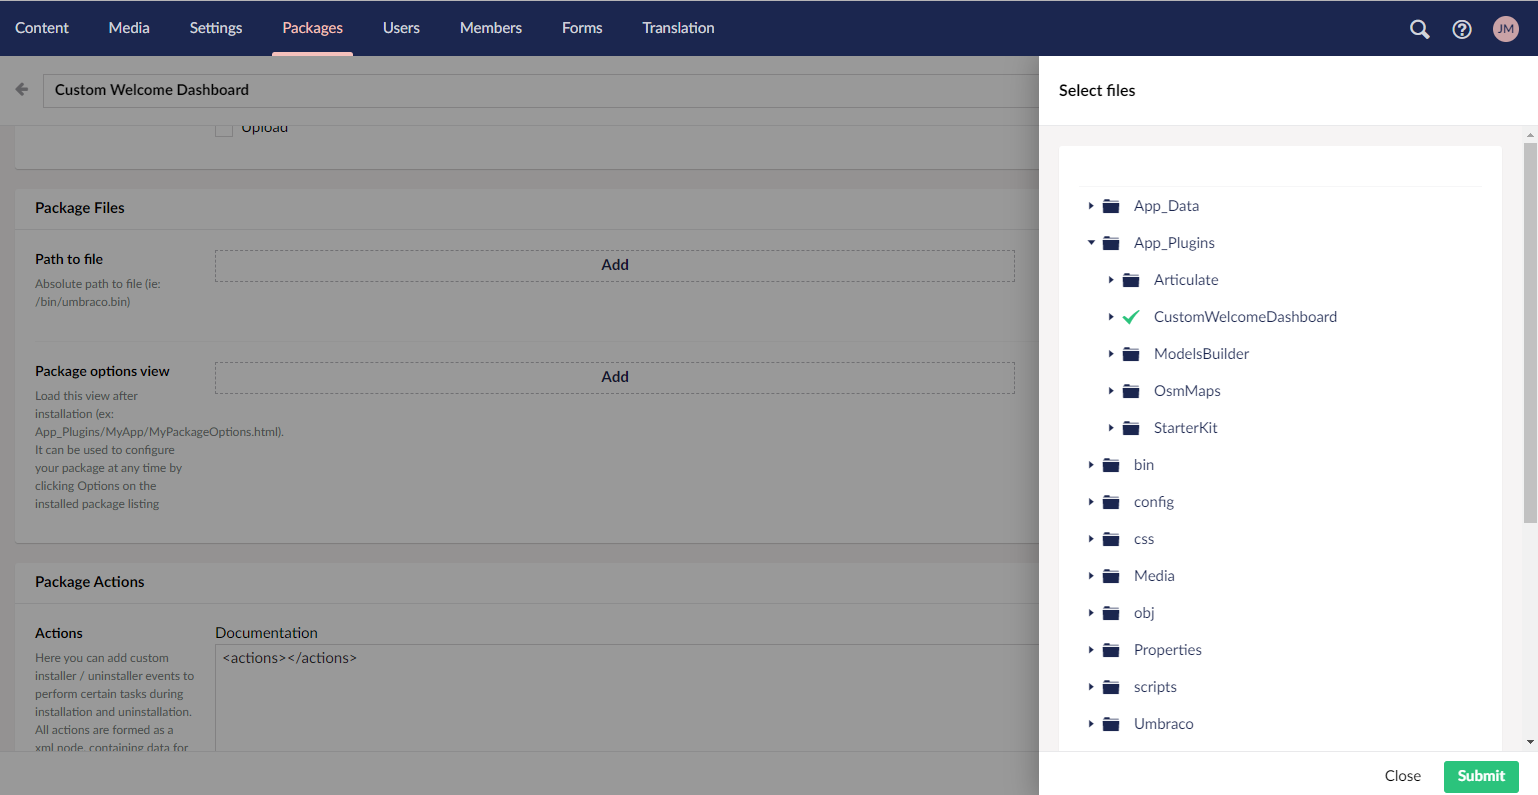 Content Media Settings Packages Users Members Forms Translation JM
Custom Welcome Dashboard
Upload
Package Files
Path to file
Absolute path to file (ie:
/bin/umbraco.bin)
Add
Package options view
Load this view after
installation (ex:
App_Plugins/MyApp/MyPackageOptions.html).
It can be used to configure
your package at any time by
clicking Options on the
installed package listing
Add
Package Actions
Actions
Here you can add custom
installer / uninstaller events to
perform certain tasks during
installation and uninstallation.
All actions are formed as a
xml node, containing data for
Documentation
<actions></actions>
Select files
App_Data
App_Plugins
Articulate
CustomWelcomeDashboard
ModelsBuilder
OsmMaps
StarterKit
bin
config
css
Media
obj
Properties
scripts
Umbraco
Close Submit